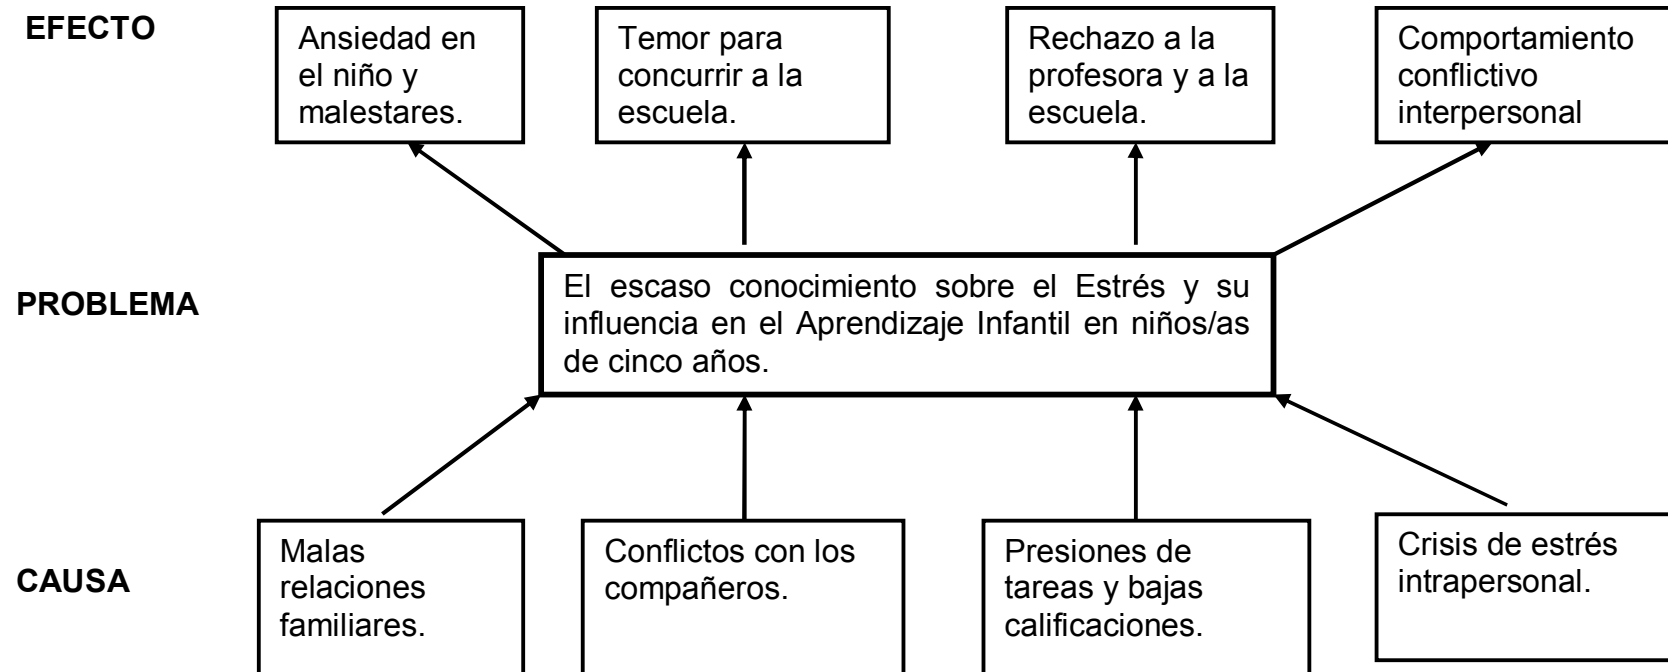 EFECTO
Ansiedad en
el niño y
malestares.
Temor para
concurrir a la
escuela.
Rechazo a la
profesora y a la
escuela.
Comportamiento
conflictivo
interpersonal
PROBLEMA
El escaso conocimiento sobre el Estrés y su
influencia en el Aprendizaje Infantil en niños/as
de cinco años.
CAUSA
Malas
relaciones
familiares.
Conflictos con los
compañeros.
Presiones de
tareas y bajas
calificaciones.
Crisis de estrés
intrapersonal.